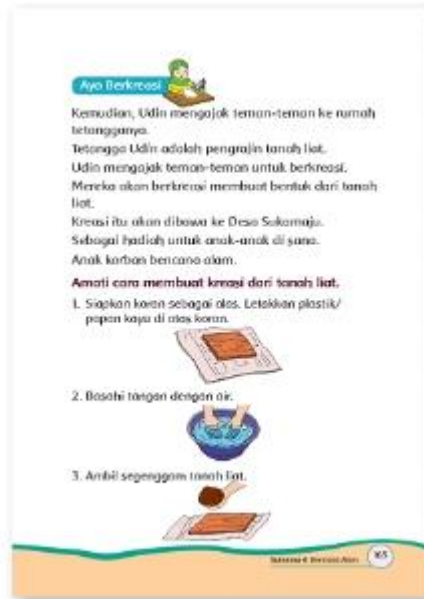 Ayo Berkreasi
Kemudian, Udin mengajak teman-teman ke rumah
tetangganya.
Tetangga Udin adalah pengrajin tanah liat.
Udin mengajak teman-teman untuk berkreasi.
Mereka akan berkreasi membuat bentuk dari tanah
liat.
Kreasi itu akan dibawa ke Desa Sukamaju.
Sebagai hadiah untuk anak-anak di sana.
Anak korban bencana alam.
Amati cara membuat kreasi dari tanah liat.
1. Siapkan koran sebagai alas. Letakkan plastik/
papan kayu di atas koran.
2. Basahi tangan dengan air.
3. Ambil segenggam tanah liat.
Bencana Alam
165